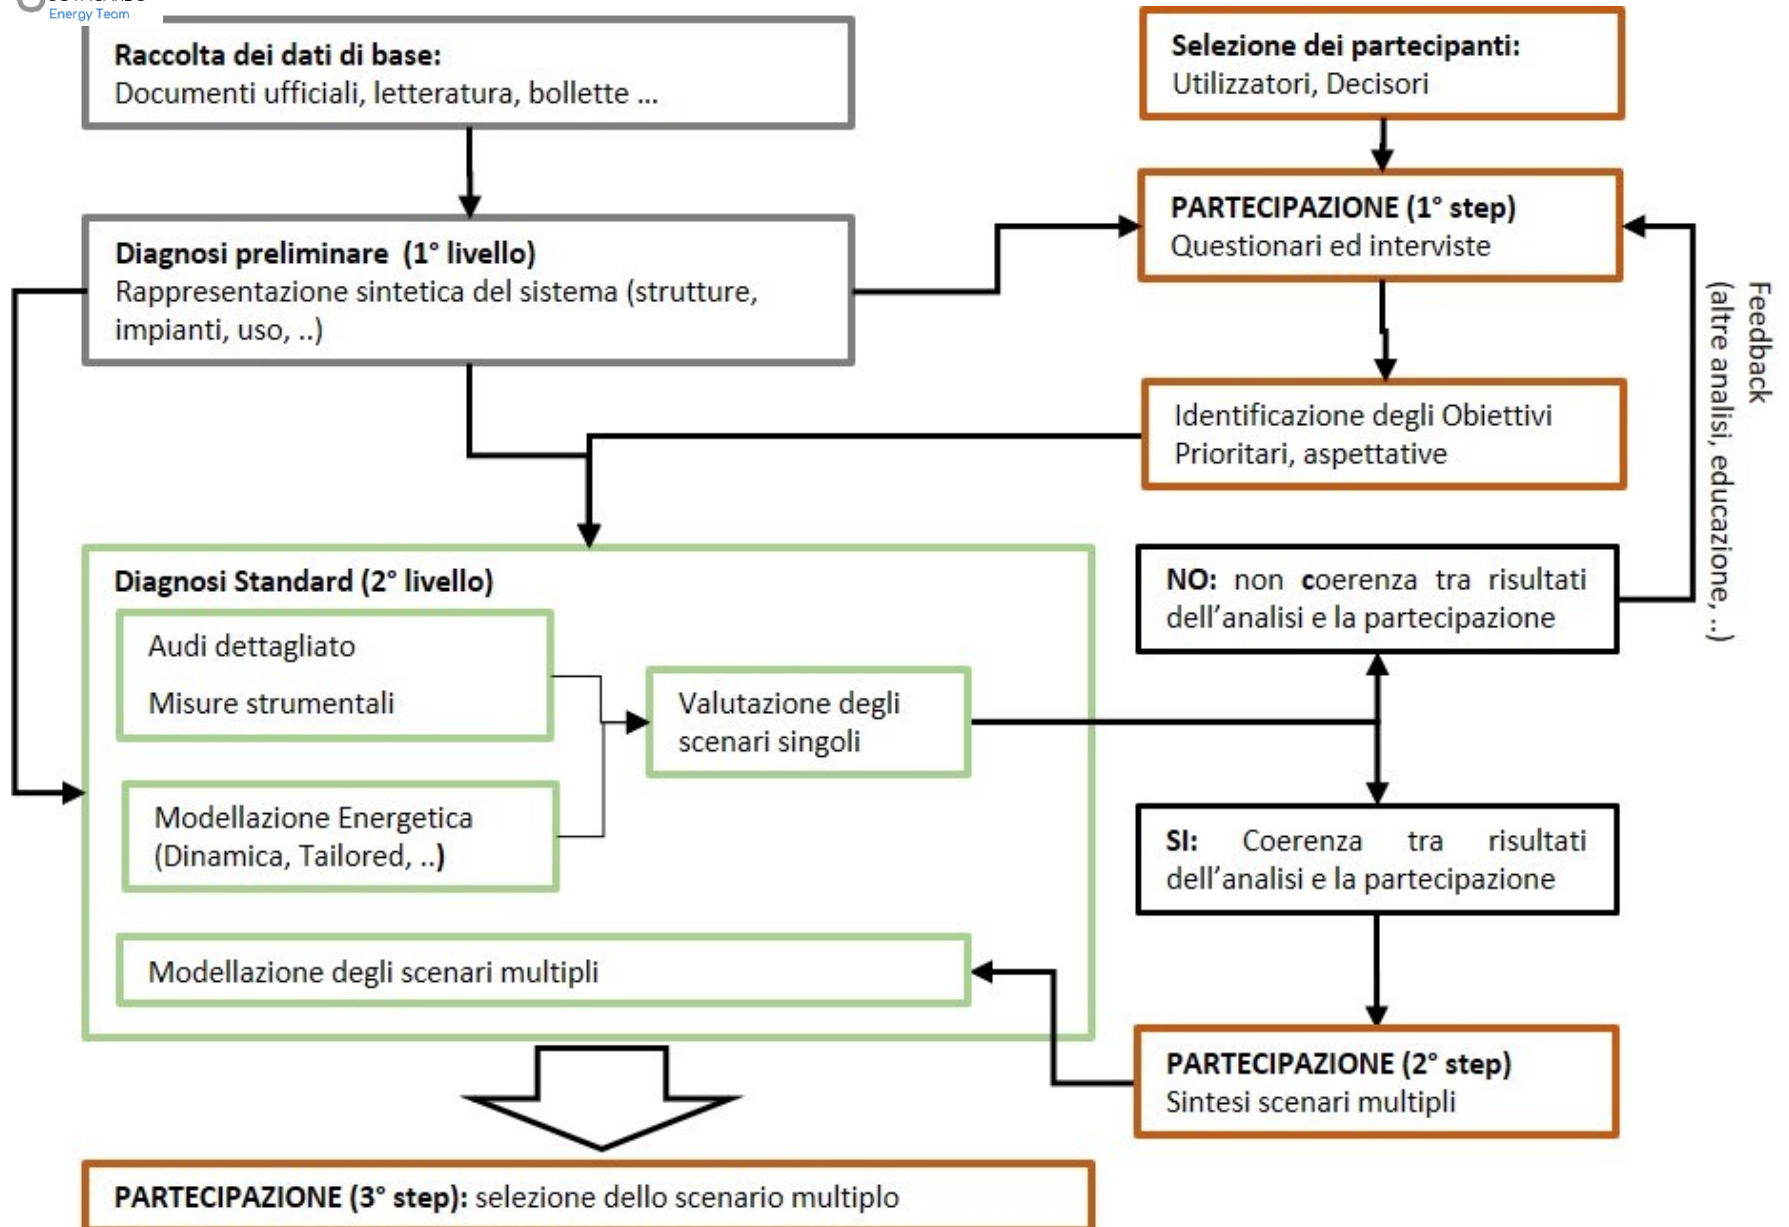 Energy Team
Raccolta dei dati di base:
Documenti ufficiali, letteratura, bollette ...
Selezione dei partecipanti:
Utilizzatori, Decisori
PARTECIPAZIONE (1° step)
Questionari ed interviste
Diagnosi preliminare (1° livello)
Rappresentazione sintetica del sistema (strutture,
impianti, uso, ..)
Feedback
(altre analisi, educazione, ..)
Identificazione degli Obiettivi
Prioritari, aspettative
Diagnosi Standard (2° livello)
Audi dettagliato
Misure strumentali
Valutazione degli
scenari singoli
Modellazione Energetica
(Dinamica, Tailored, ..)
Modellazione degli scenari multipli
NO: non coerenza tra risultati
dell'analisi e la partecipazione
SI: Coerenza tra risultati
dell'analisi e la partecipazione
PARTECIPAZIONE (2° step)
Sintesi scenari multipli
PARTECIPAZIONE (3° step): selezione dello scenario multiplo